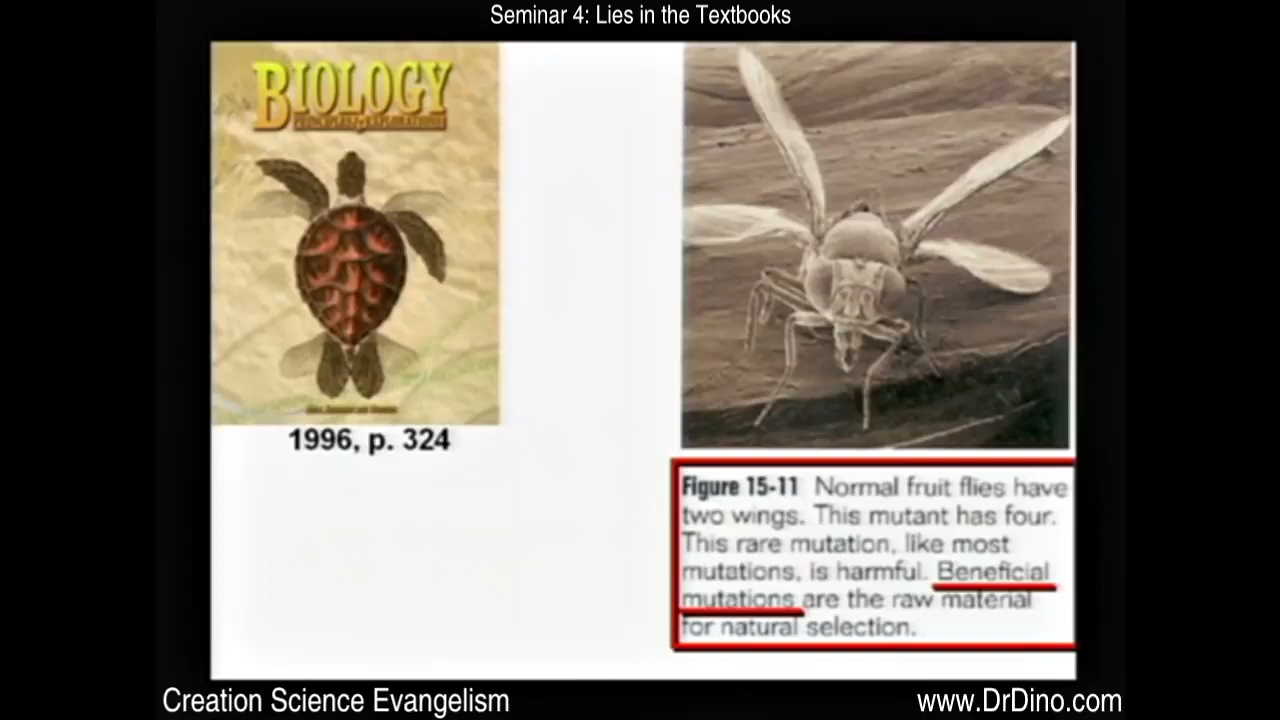 Seminar 4: Lies in the Textbooks
BIOLOGY
PRINCIPLES & EXPLORATIONS
1996, p. 324
Figure 15-11 Normal fruit flies have
two wings. This mutant has four.
This rare mutation, like most
mutations, is harmful. Beneficial
mutations are the raw material
for natural selection.
Creation Science Evangelism
www.DrDino.com